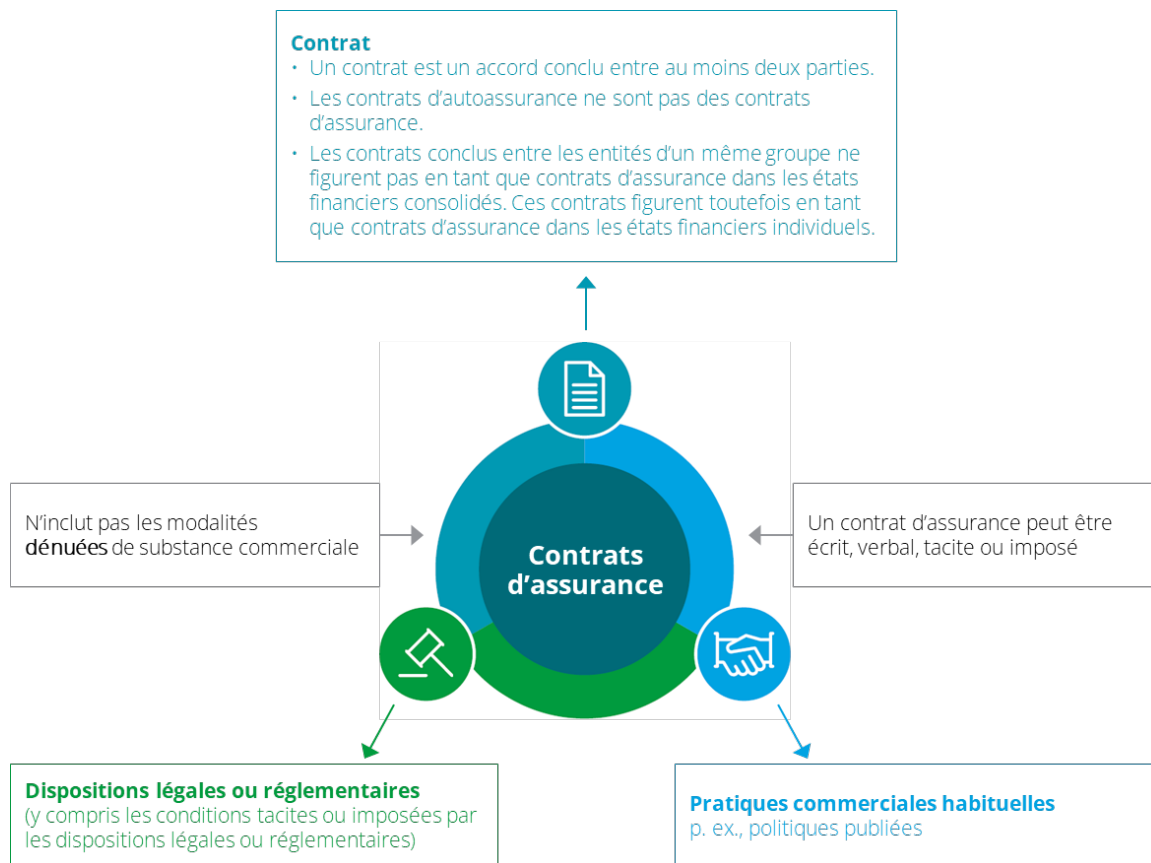 Contrat
• Un contrat est un accord conclu entre au moins deux parties.
• Les contrats d'autoassurance ne sont pas des contrats
d'assurance.
• Les contrats conclus entre les entités d'un même groupe ne
figurent pas en tant que contrats d'assurance dans les états
financiers consolidés. Ces contrats figurent toutefois en tant
que contrats d'assurance dans les états financiers individuels.
N'inclut pas les modalités
dénuées de substance commerciale
Contrats
d'assurance
Un contrat d'assurance peut être
écrit, verbal, tacite ou imposé
Dispositions légales ou réglementaires
(y compris les conditions tacites ou imposées par
les dispositions légales ou réglementaires)
Pratiques commerciales habituelles
p. ex., politiques publiées